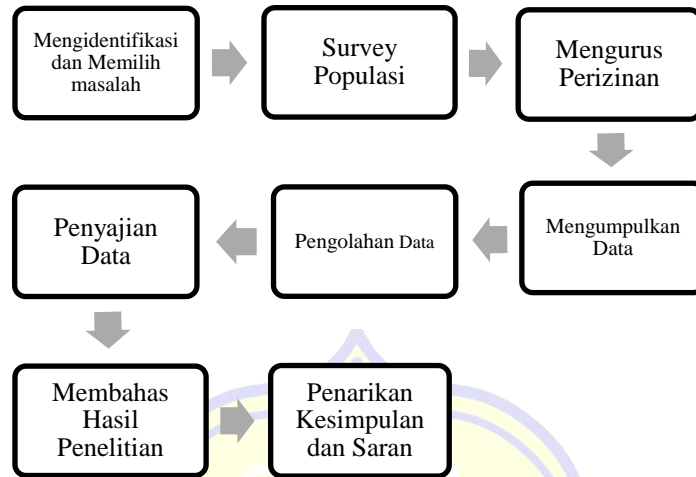 Mengidentifikasi
dan Memilih
masalah
Survey
Populasi
Mengurus
Perizinan
Mengumpulkan
Data
Pengolahan Data
Penyajian
Data
Membahas
Hasil
Penelitian
Penarikan
Kesimpulan
dan Saran